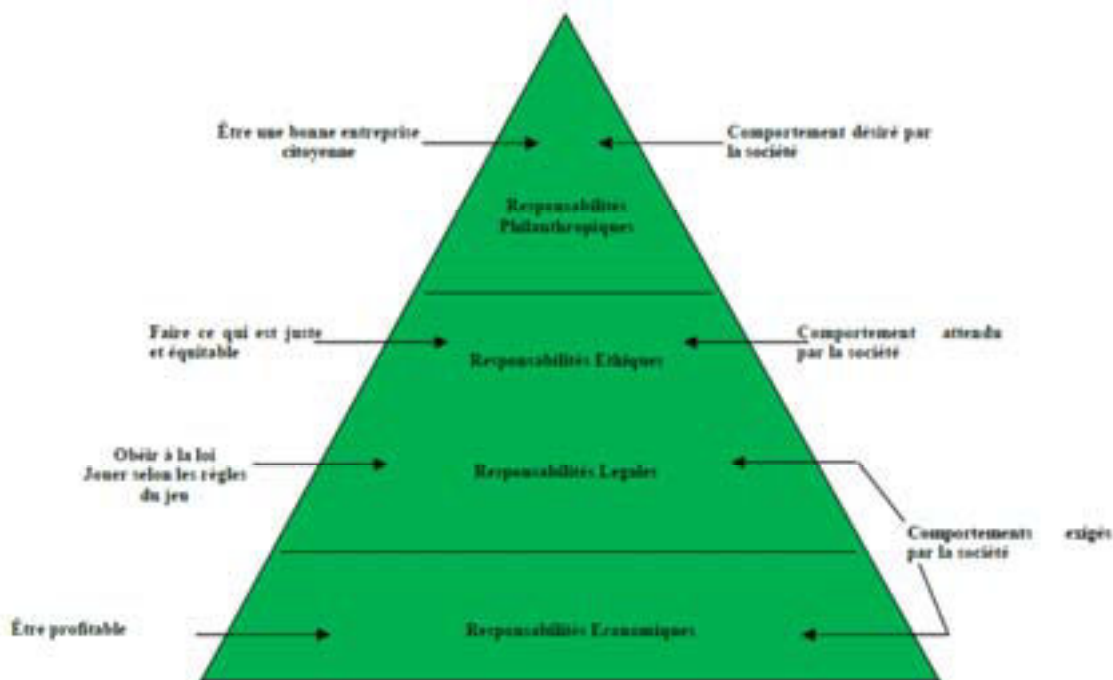 Être une bonne entreprise
citoyenne
Comportement désiré par
la société
Responsabilités
Philanthropiques
Faire ce qui est juste
et équitable
Responsabilités Ethiques
Comportement attendu
par la société
Obéir à la loi
Jouer selon les règles
du jeu
Responsabilités Legales
Comportements exigés
par la société
Être profitable
Responsabilités Economiques